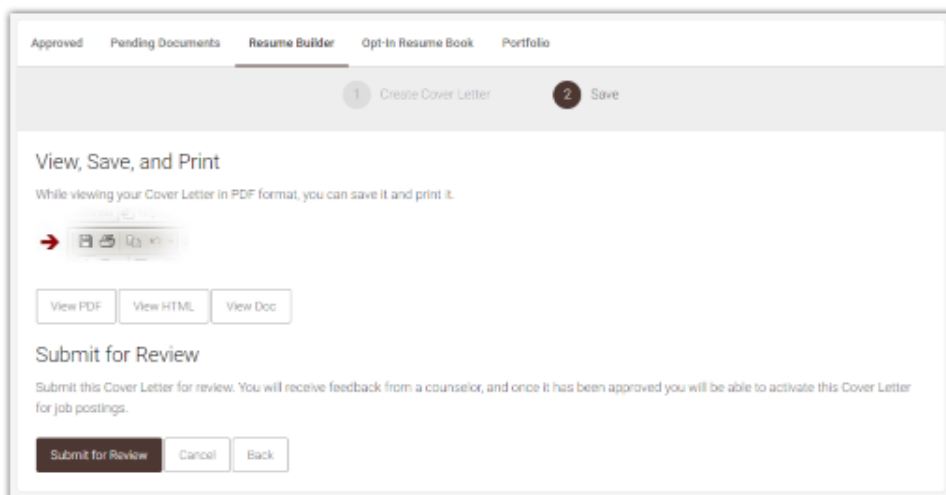 Approved Pending Documents Resume Builder Opt-In Resume Book Portfolio
1 Create Cover Letter 2 Save
View, Save, and Print
While viewing your Cover Letter in PDF format, you can save it and print it.
View PDF View HTML View Doc
Submit for Review
Submit this Cover Letter for review. You will receive feedback from a counselor, and once it has been approved you will be able to activate this Cover Letter
for job postings.
Submit for Review Cancel Back